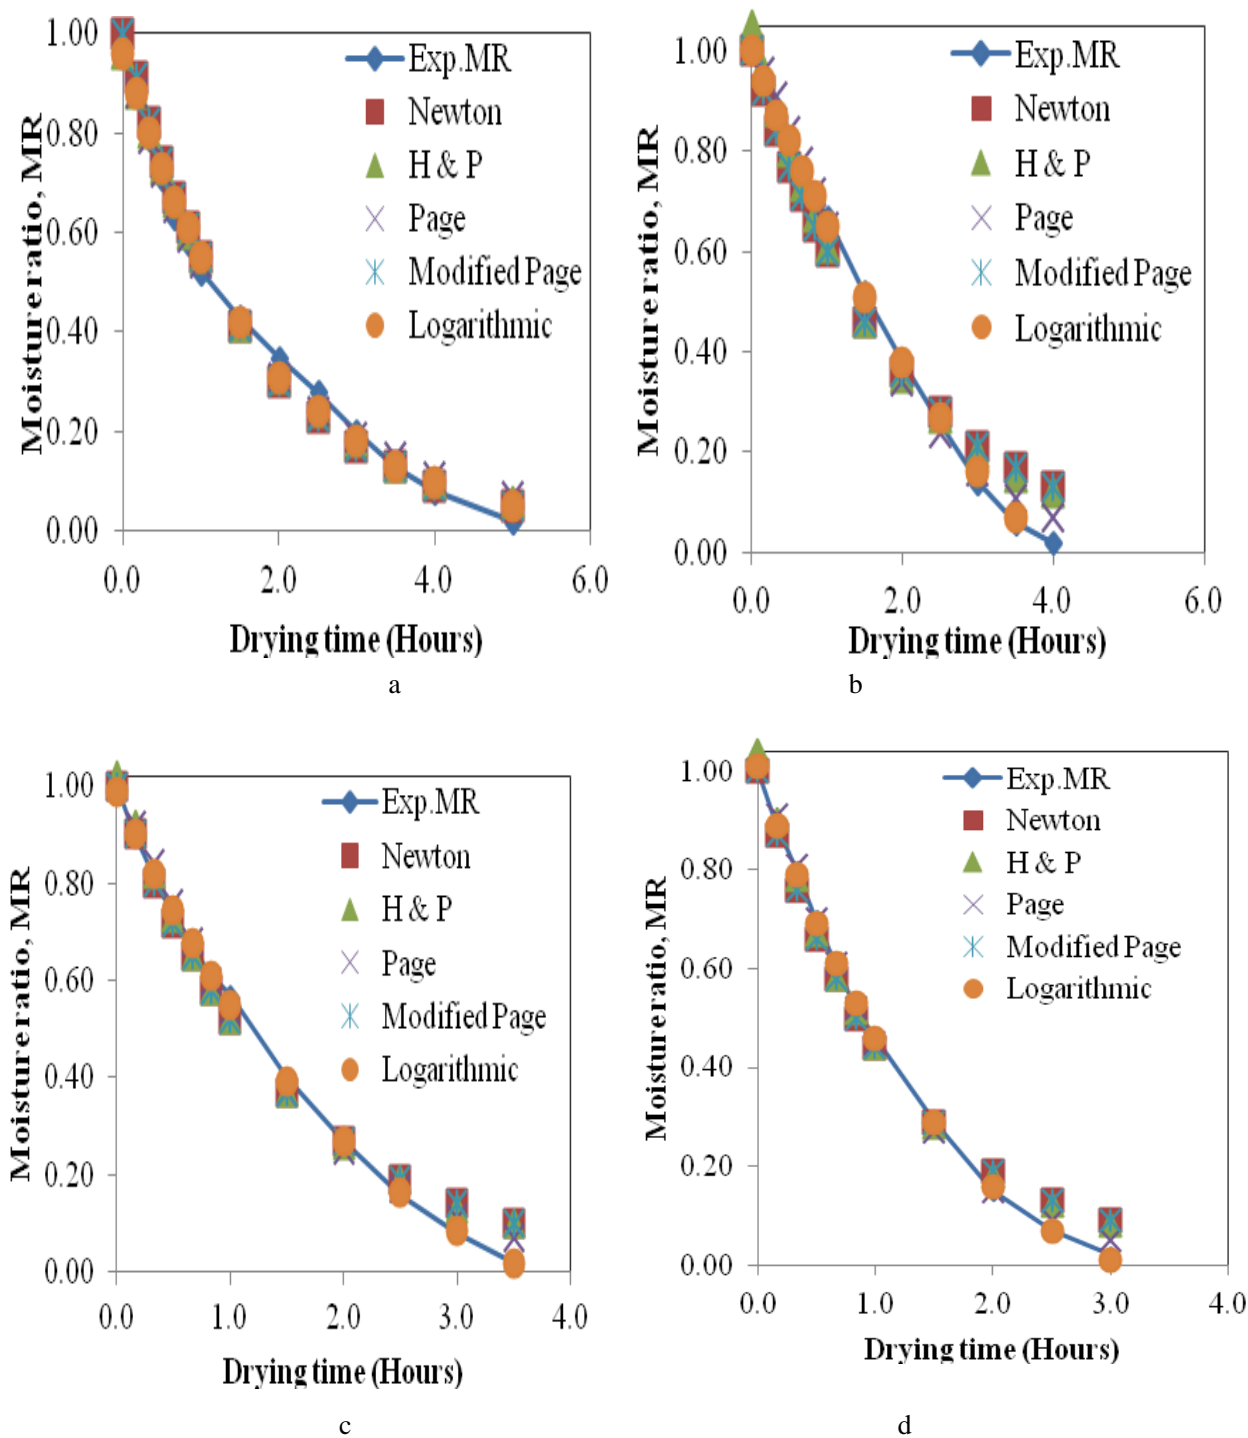 1.00
0.80
0.60
0.40
0.20
0.00
Moisture ratio, MR
Exp.MR
Newton
H & P
Page
Modified Page
Logarithmic
0.0 2.0 4.0 6.0
Drying time (Hours)
a
1.00
0.80
0.60
0.40
0.20
0.00
Moisture ratio, MR
Exp.MR
Newton
H & P
Page
Modified Page
Logarithmic
0.0 2.0 4.0 6.0
Drying time (Hours)
b
1.00
0.80
0.60
0.40
0.20
0.00
Moisture ratio, MR
Exp.MR
Newton
H & P
Page
Modified Page
Logarithmic
0.0 1.0 2.0 3.0 4.0
Drying time (Hours)
c
1.00
0.80
0.60
0.40
0.20
0.00
Moisture ratio, MR
Exp.MR
Newton
H & P
Page
Modified Page
Logarithmic
0.0 1.0 2.0 3.0 4.0
Drying time (Hours)
d